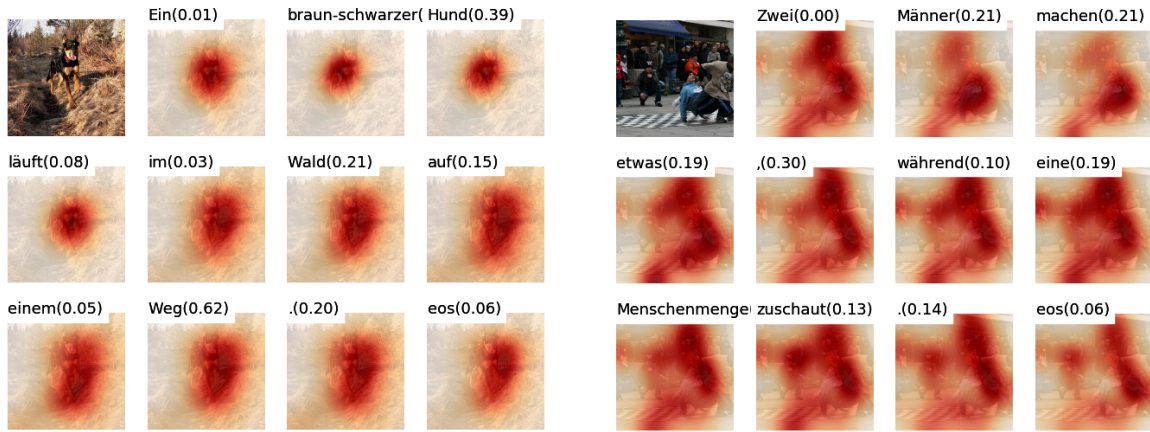 Ein(0.01)
braun-schwarzer(
Hund(0.39)
läuft(0.08)
im(0.03)
Wald(0.21)
auf(0.15)
einem(0.05)
Weg(0.62)
.(0.20)
eos(0.06)
Zwei(0.00)
Männer(0.21)
machen(0.21)
etwas(0.19)
,(0.30)
während(0.10)
eine(0.19)
Menschenmenge(
zuschaut(0.13)
.(0.14)
eos(0.06)